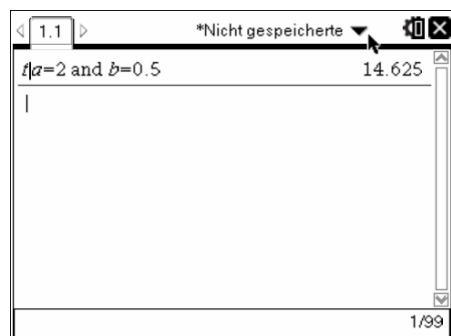 1.1 *Nicht gespeicherte
t|a=2 and b=0.5 14.625
1/99